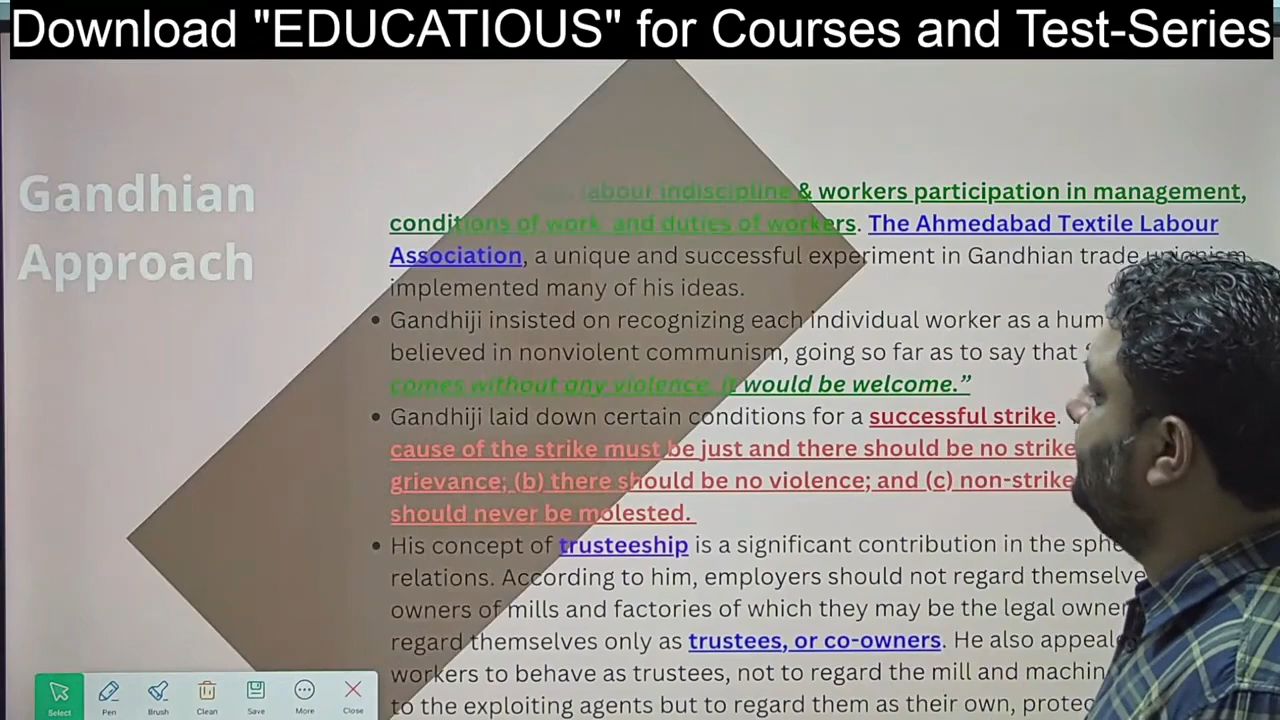 Download "EDUCATIOUS" for Courses and Test-Series
Gandhian
Approach
labour indiscipline & workers participation in management,
conditions of work and duties of workers. The Ahmedabad Textile Labour
Association, a unique and successful experiment in Gandhian trade unionism
implemented many of his ideas.
• Gandhiji insisted on recognizing each individual worker as a hum
believed in nonviolent communism, going so far as to say that
comes without any violence, it would be welcome.”
• Gandhiji laid down certain conditions for a successful strike.
cause of the strike must be just and there should be no strike
grievance; (b) there should be no violence; and (c) non-strike
should never be molested.
• His concept of trusteeship is a significant contribution in the sph
relations. According to him, employers should not regard themselve
owners of mills and factories of which they may be the legal owner
regard themselves only as trustees, or co-owners. He also appeal
workers to behave as trustees, not to regard the mill and machin
to the exploiting agents but to regard them as their own, protec
Select
Pen
Brush
Clean
Save
More
Close